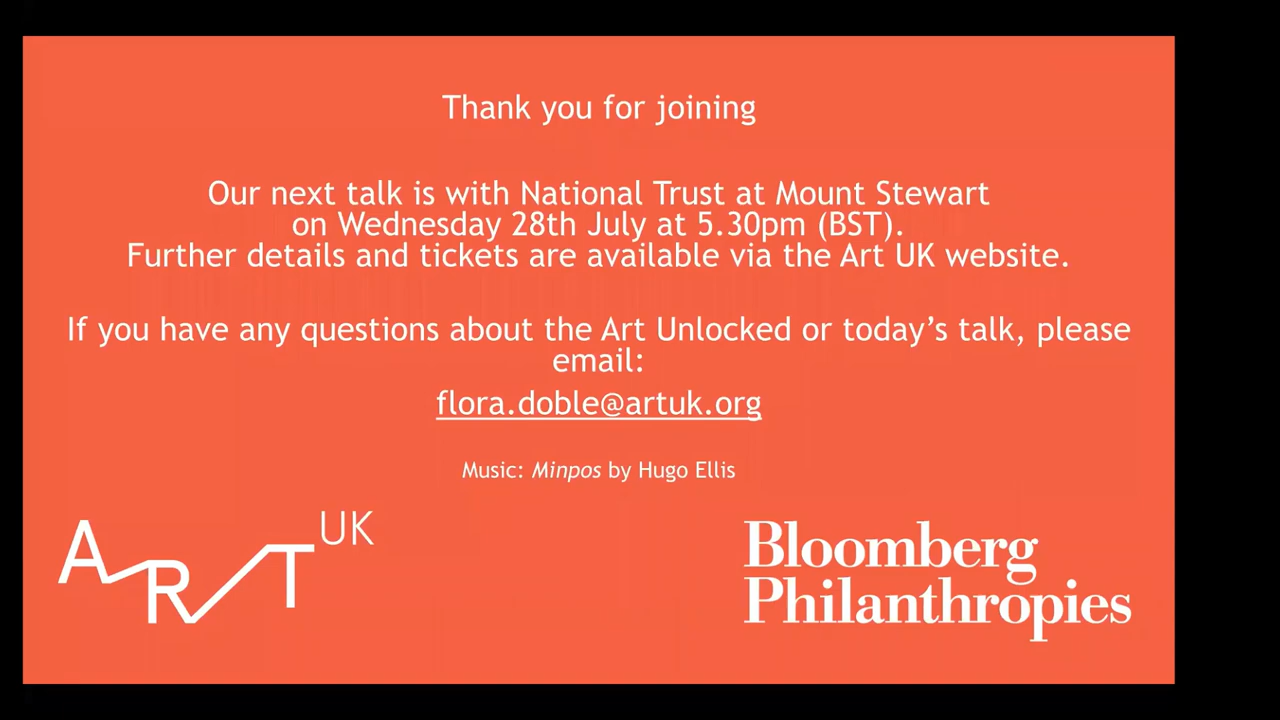 Thank you for joining
Our next talk is with National Trust at Mount Stewart
on Wednesday 28th July at 5.30pm (BST).
Further details and tickets are available via the Art UK website.
If you have any questions about the Art Unlocked or today’s talk, please
email:
flora.doble@artuk.org
Music: Minpos by Hugo Ellis
ART UK
Bloomberg
Philanthropies